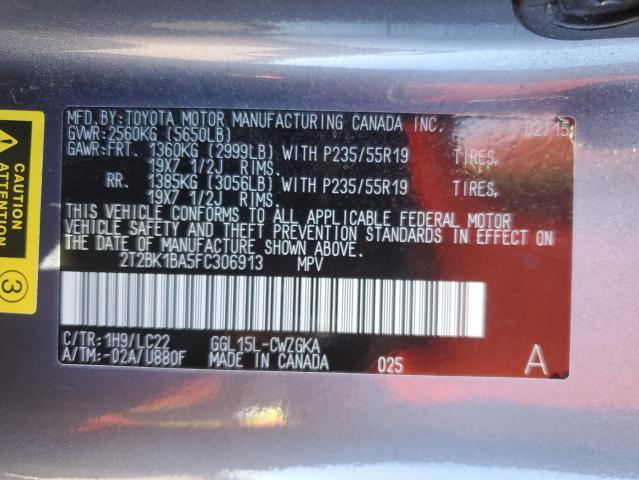 MFD.BY:TOYOTA MOTOR MANUFACTURING CANADA INC. 02/15
GVWR:2560KG (5650LB)
GAWR:FRT. 1360KG (2999LB) WITH P235/55R19 TIRES,
19X7 1/2J RIMS.
RR. 1385KG (3056LB) WITH P235/55R19 TIRES,
19X7 1/2J RIMS.
THIS VEHICLE CONFORMS TO ALL APPLICABLE FEDERAL MOTOR
VEHICLE SAFETY AND THEFT PREVENTION STANDARDS IN EFFECT ON
THE DATE OF MANUFACTURE SHOWN ABOVE.
2T2BK1BA5FC306913 MPV
C/TR: 1H9/LC22 GGL15L-CWZGKA
A/TM: -02A/U880F MADE IN CANADA 025 A
CAUTION
ATTENTION
3